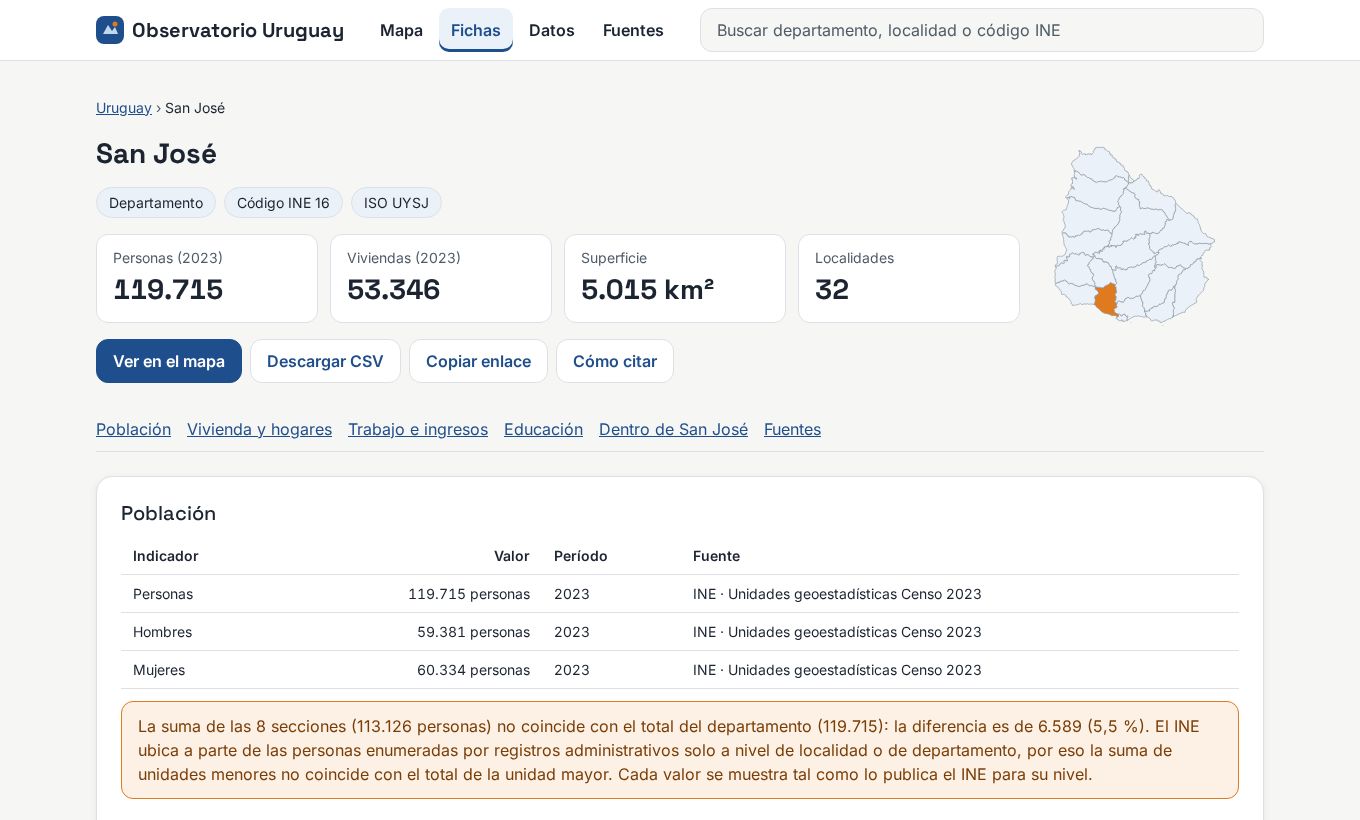 Observatorio Uruguay
Mapa
Fichas
Datos
Fuentes
Buscar departamento, localidad o código INE
Uruguay › San José
San José
Departamento
Código INE 16
ISO UYSJ
Personas (2023)
119.715
Viviendas (2023)
53.346
Superficie
5.015 km²
Localidades
32
Ver en el mapa
Descargar CSV
Copiar enlace
Cómo citar
Población
Vivienda y hogares
Trabajo e ingresos
Educación
Dentro de San José
Fuentes
Población
Indicador Valor Período Fuente
Personas 119.715 personas 2023 INE · Unidades geoestadísticas Censo 2023
Hombres 59.381 personas 2023 INE · Unidades geoestadísticas Censo 2023
Mujeres 60.334 personas 2023 INE · Unidades geoestadísticas Censo 2023
La suma de las 8 secciones (113.126 personas) no coincide con el total del departamento (119.715): la diferencia es de 6.589 (5,5 %). El INE
ubica a parte de las personas enumeradas por registros administrativos solo a nivel de localidad o de departamento, por eso la suma de
unidades menores no coincide con el total de la unidad mayor. Cada valor se muestra tal como lo publica el INE para su nivel.